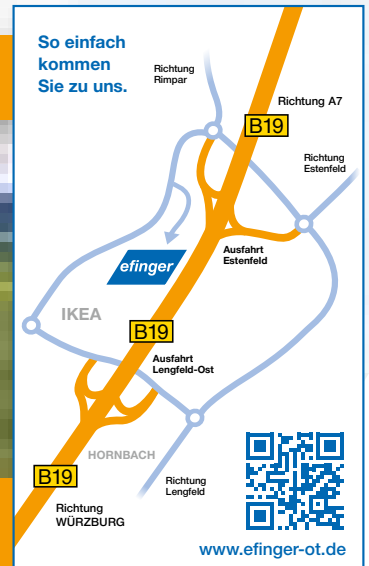 So einfach
kommen
Sie zu uns.
Richtung
Rimpar
Richtung A7
B19
Richtung
Estenfeld
Ausfahrt
Estenfeld
efinger
IKEA
B19
Ausfahrt
Lengfeld-Ost
HORNBACH
B19
Richtung
Lengfeld
Richtung
WÜRZBURG
www.efinger-ot.de